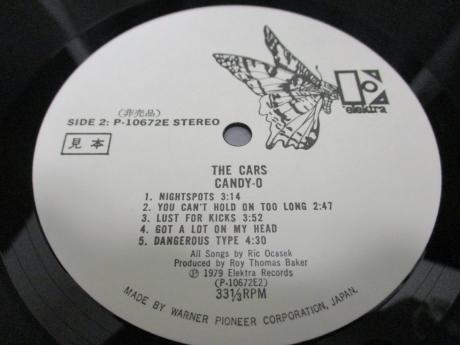 elektra
(非売品)
SIDE 2: P-10672E STEREO
見本
THE CARS
CANDY-O
1. NIGHTSPOTS 3:14
2. YOU CAN'T HOLD ON TOO LONG 2:47
3. LUST FOR KICKS 3:52
4. GOT A LOT ON MY HEAD
5. DANGEROUS TYPE 4:30
All Songs by Ric Ocasek
Produced by Roy Thomas Baker
Ⓟ 1979 Elektra Records
(P-10672E2)
33⅓RPM
MADE BY WARNER PIONEER CORPORATION, JAPAN.